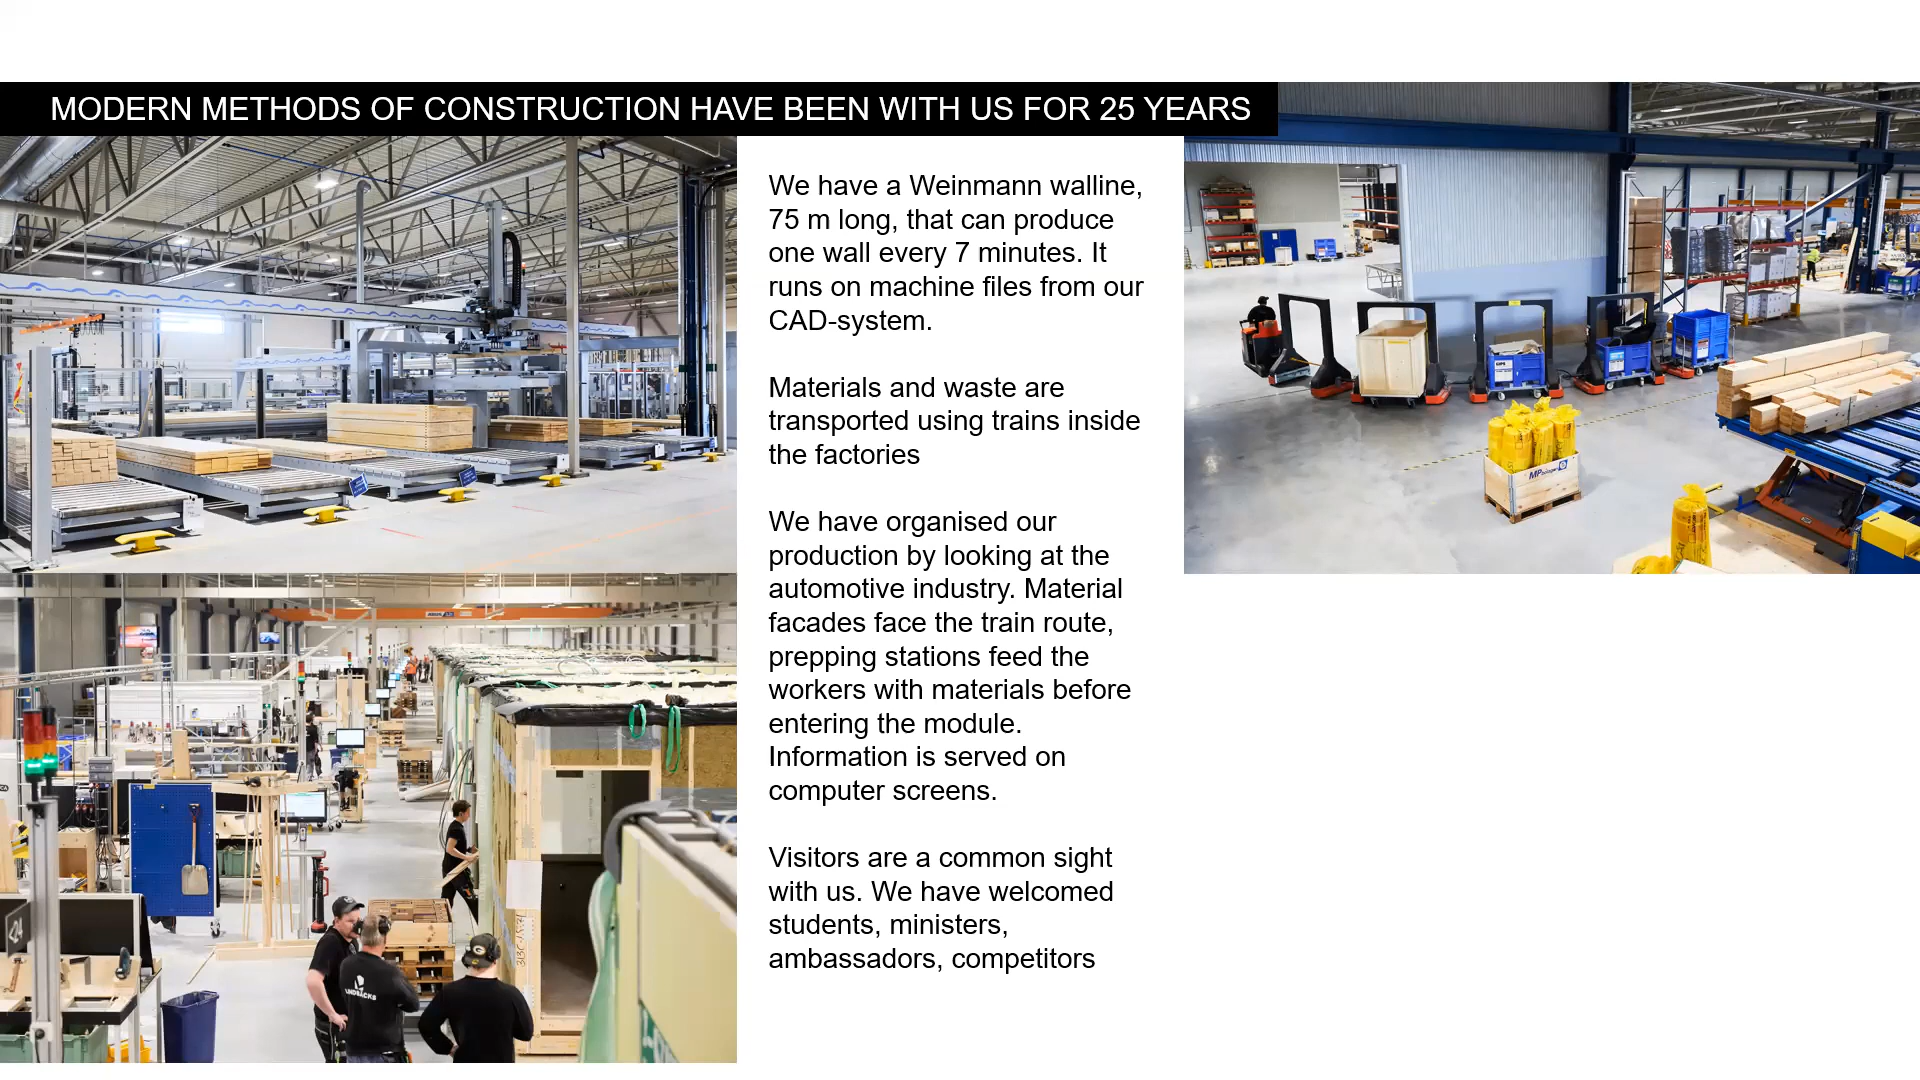 MODERN METHODS OF CONSTRUCTION HAVE BEEN WITH US FOR 25 YEARS
We have a Weinmann walline,
75 m long, that can produce
one wall every 7 minutes. It
runs on machine files from our
CAD-system.
Materials and waste are
transported using trains inside
the factories
We have organised our
production by looking at the
automotive industry. Material
facades face the train route,
prepping stations feed the
workers with materials before
entering the module.
Information is served on
computer screens.
Visitors are a common sight
with us. We have welcomed
students, ministers,
ambassadors, competitors